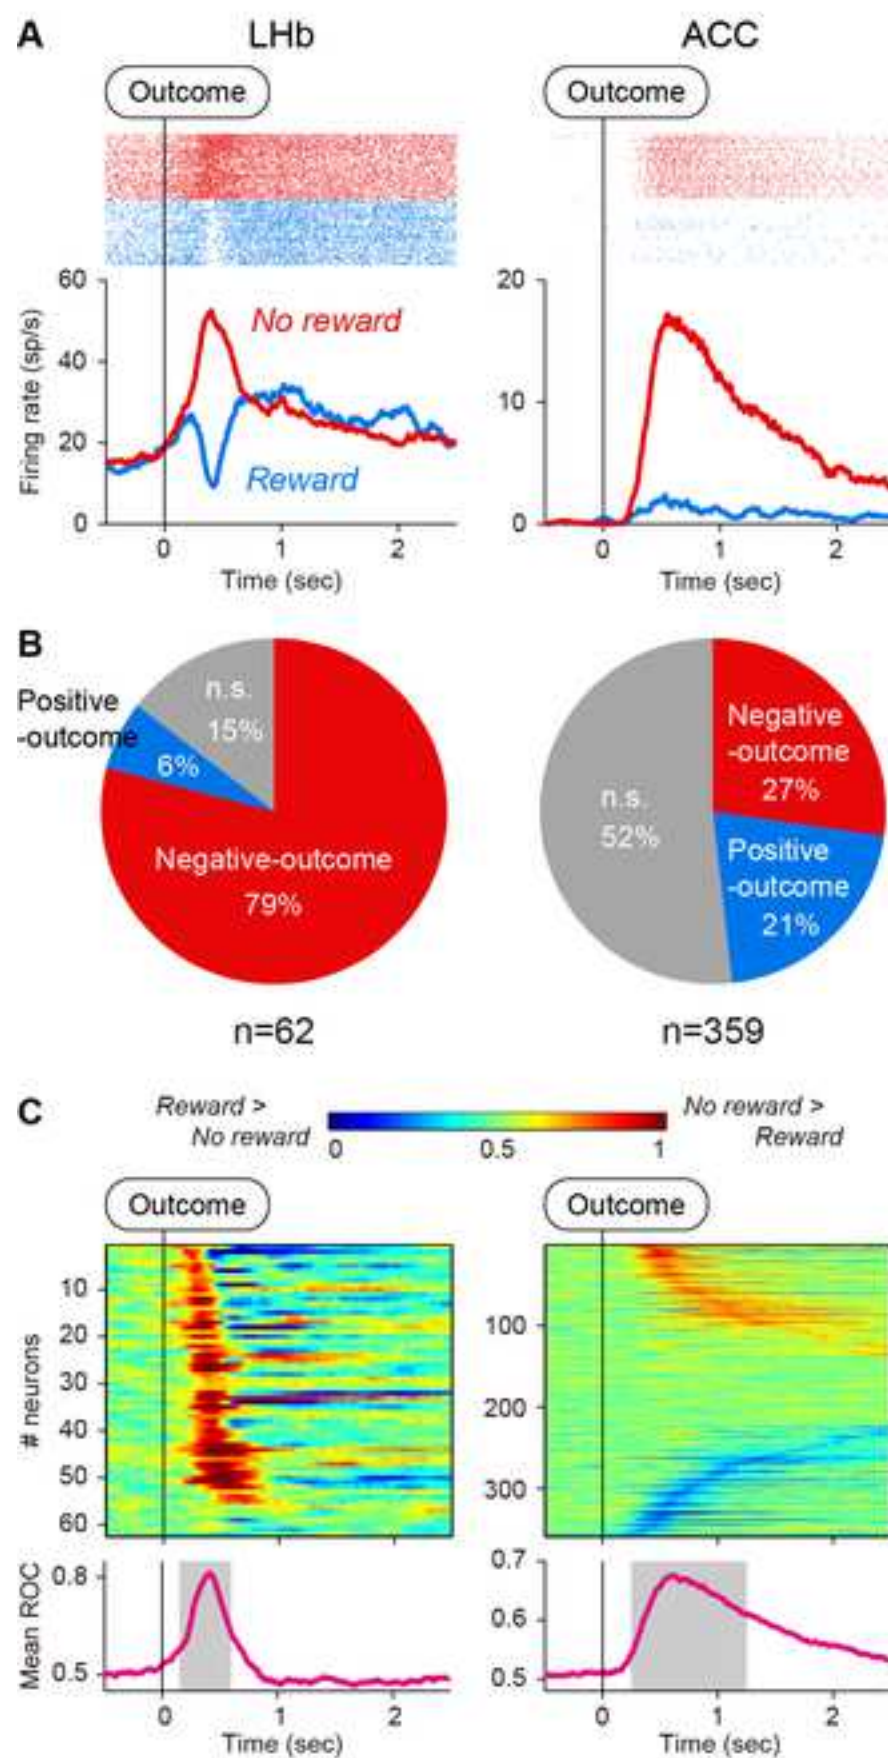 A
LHb
ACC
Outcome
Outcome
Firing rate (sp/s)
60
40
20
0
No reward
Reward
0 1 2
Time (sec)
20
10
0
0 1 2
Time (sec)
B
Positive
-outcome
n.s.
15%
6%
Negative-outcome
79%
n=62
n.s.
52%
Negative
-outcome
27%
Positive
-outcome
21%
n=359
C
Reward >
No reward
0 0.5 1
No reward >
Reward
Outcome
Outcome
# neurons
10
20
30
40
50
60
100
200
300
Mean ROC
0.8
0.5
0 1 2
Time (sec)
0.7
0.6
0.5
0 1 2
Time (sec)